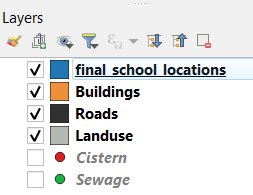 Layers
final_school_locations
Buildings
Roads
Landuse
Cistern
Sewage